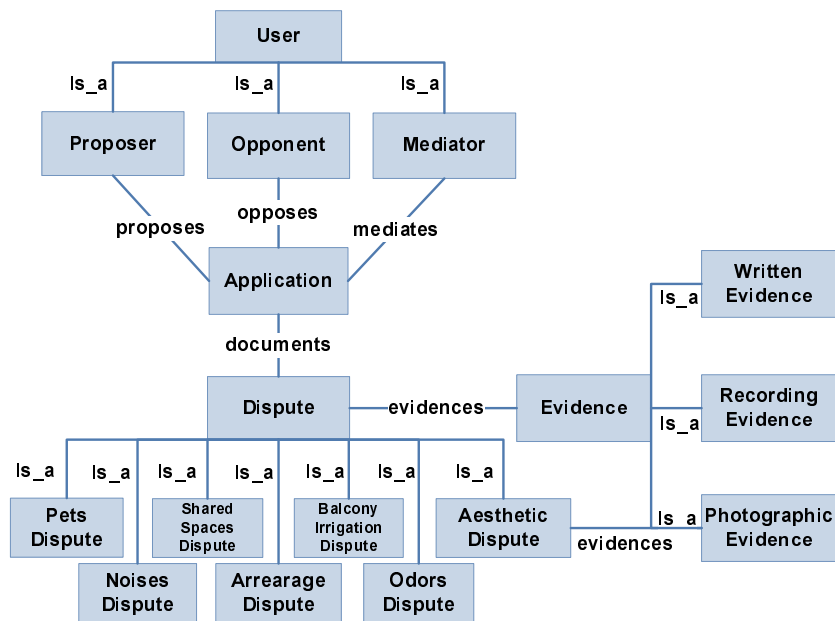 User
Is_a
Is_a
Is_a
Proposer
Opponent
Mediator
proposes
opposes
mediates
Application
documents
Dispute
evidences
Evidence
Written
Evidence
Is_a
Recording
Evidence
Is_a
Photographic
Evidence
Is_a
evidences
Is_a
Is_a
Is_a
Is_a
Is_a
Is_a
Is_a
Pets
Dispute
Noises
Dispute
Shared
Spaces
Dispute
Arrearage
Dispute
Balcony
Irrigation
Dispute
Odors
Dispute
Aesthetic
Dispute